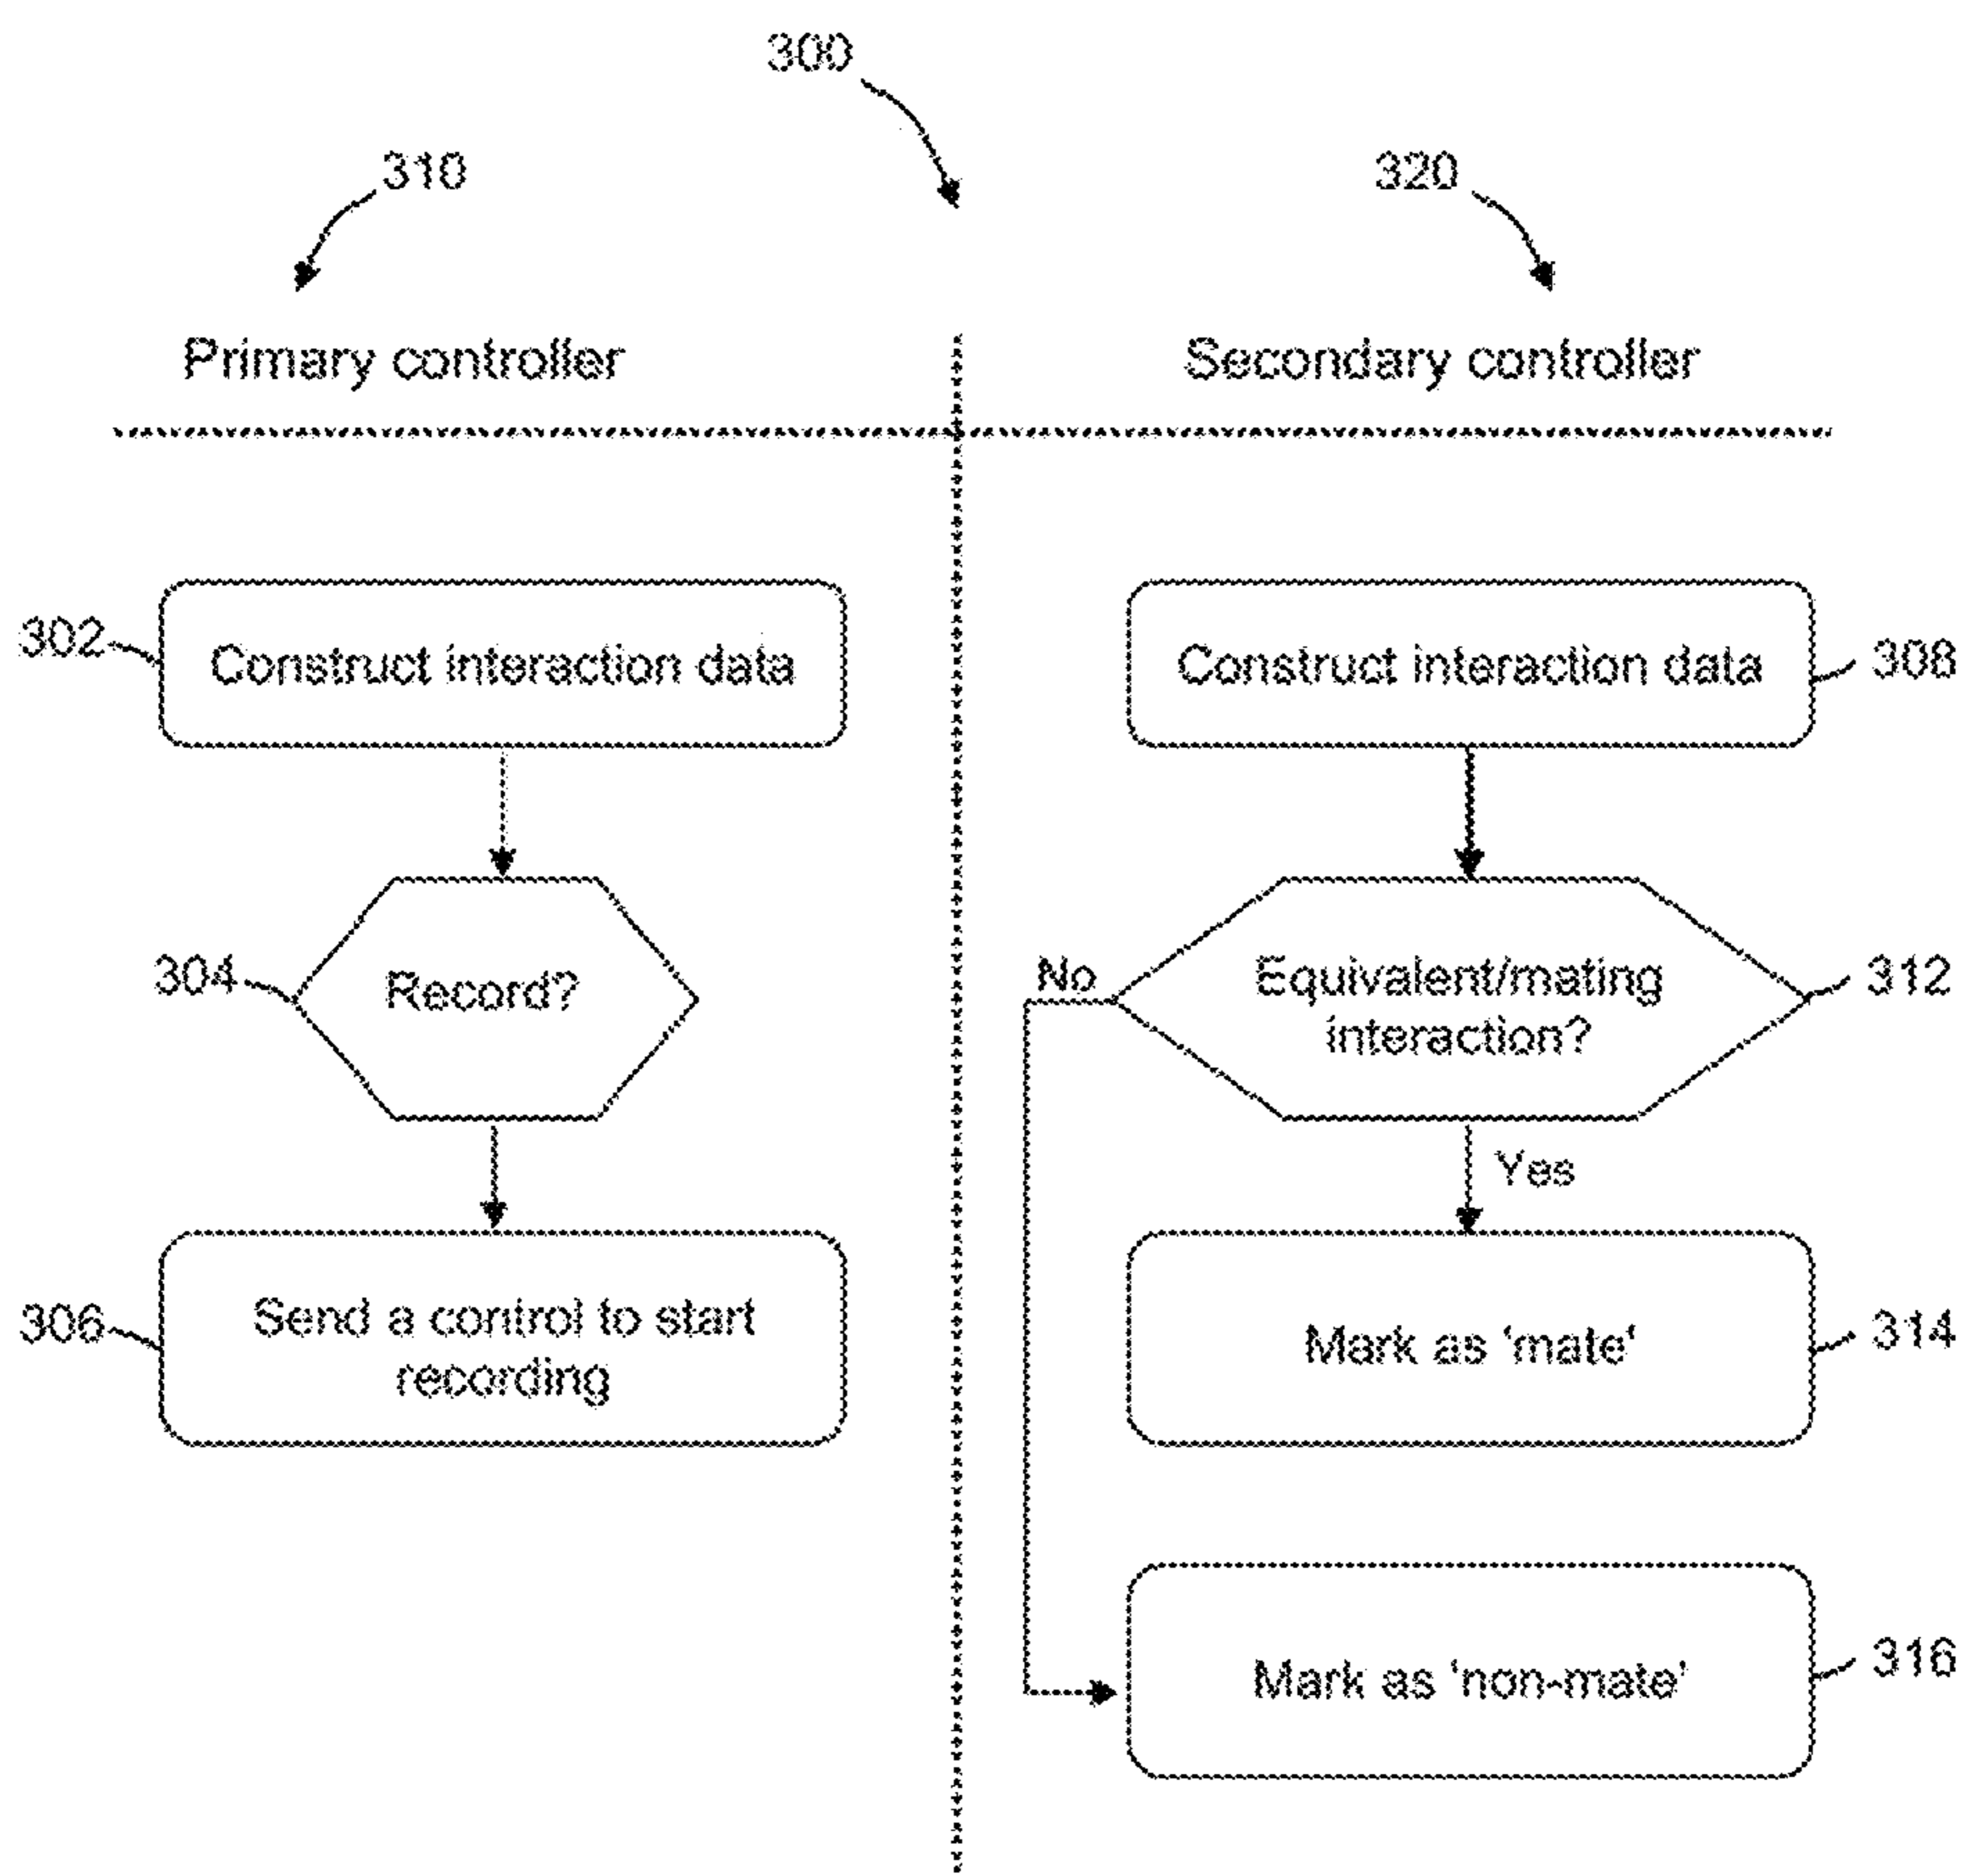 300
310
320
Primary controller
Secondary controller
302
Construct interaction data
Construct interaction data
308
304
Record?
No
Equivalent/mating
interaction?
312
Yes
306
Send a control to start
recording
Mark as 'mate'
314
Mark as 'non-mate'
316